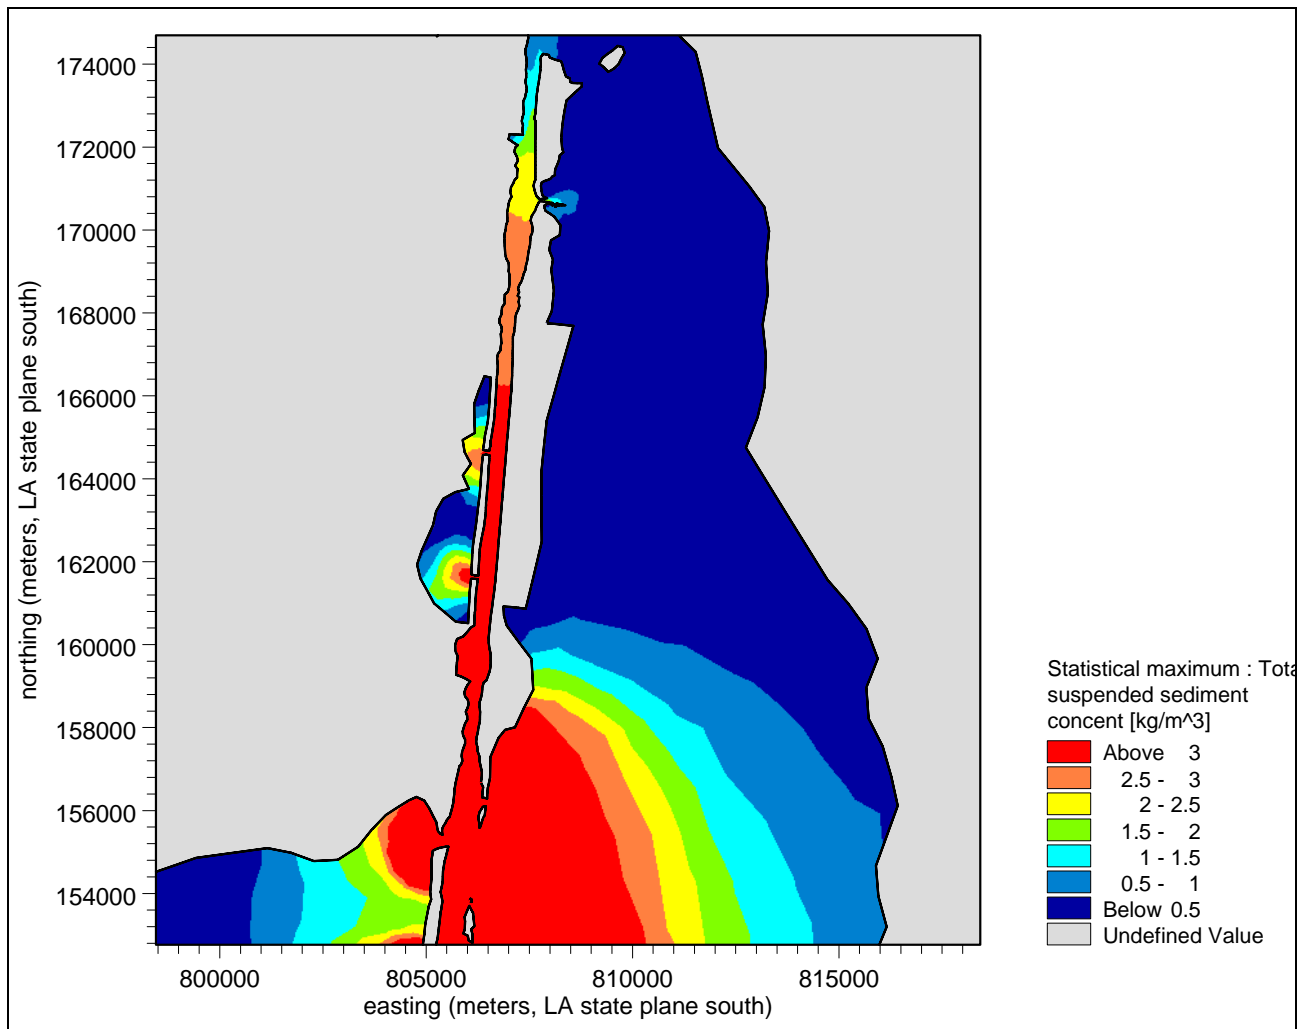 174000
172000
170000
168000
166000
164000
162000
160000
158000
156000
154000
northing (meters, LA state plane south)
800000 805000 810000 815000
easting (meters, LA state plane south)
Statistical maximum : Tota
suspended sediment
concent [kg/m^3]
Above 3
2.5 - 3
2 - 2.5
1.5 - 2
1 - 1.5
0.5 - 1
Below 0.5
Undefined Value